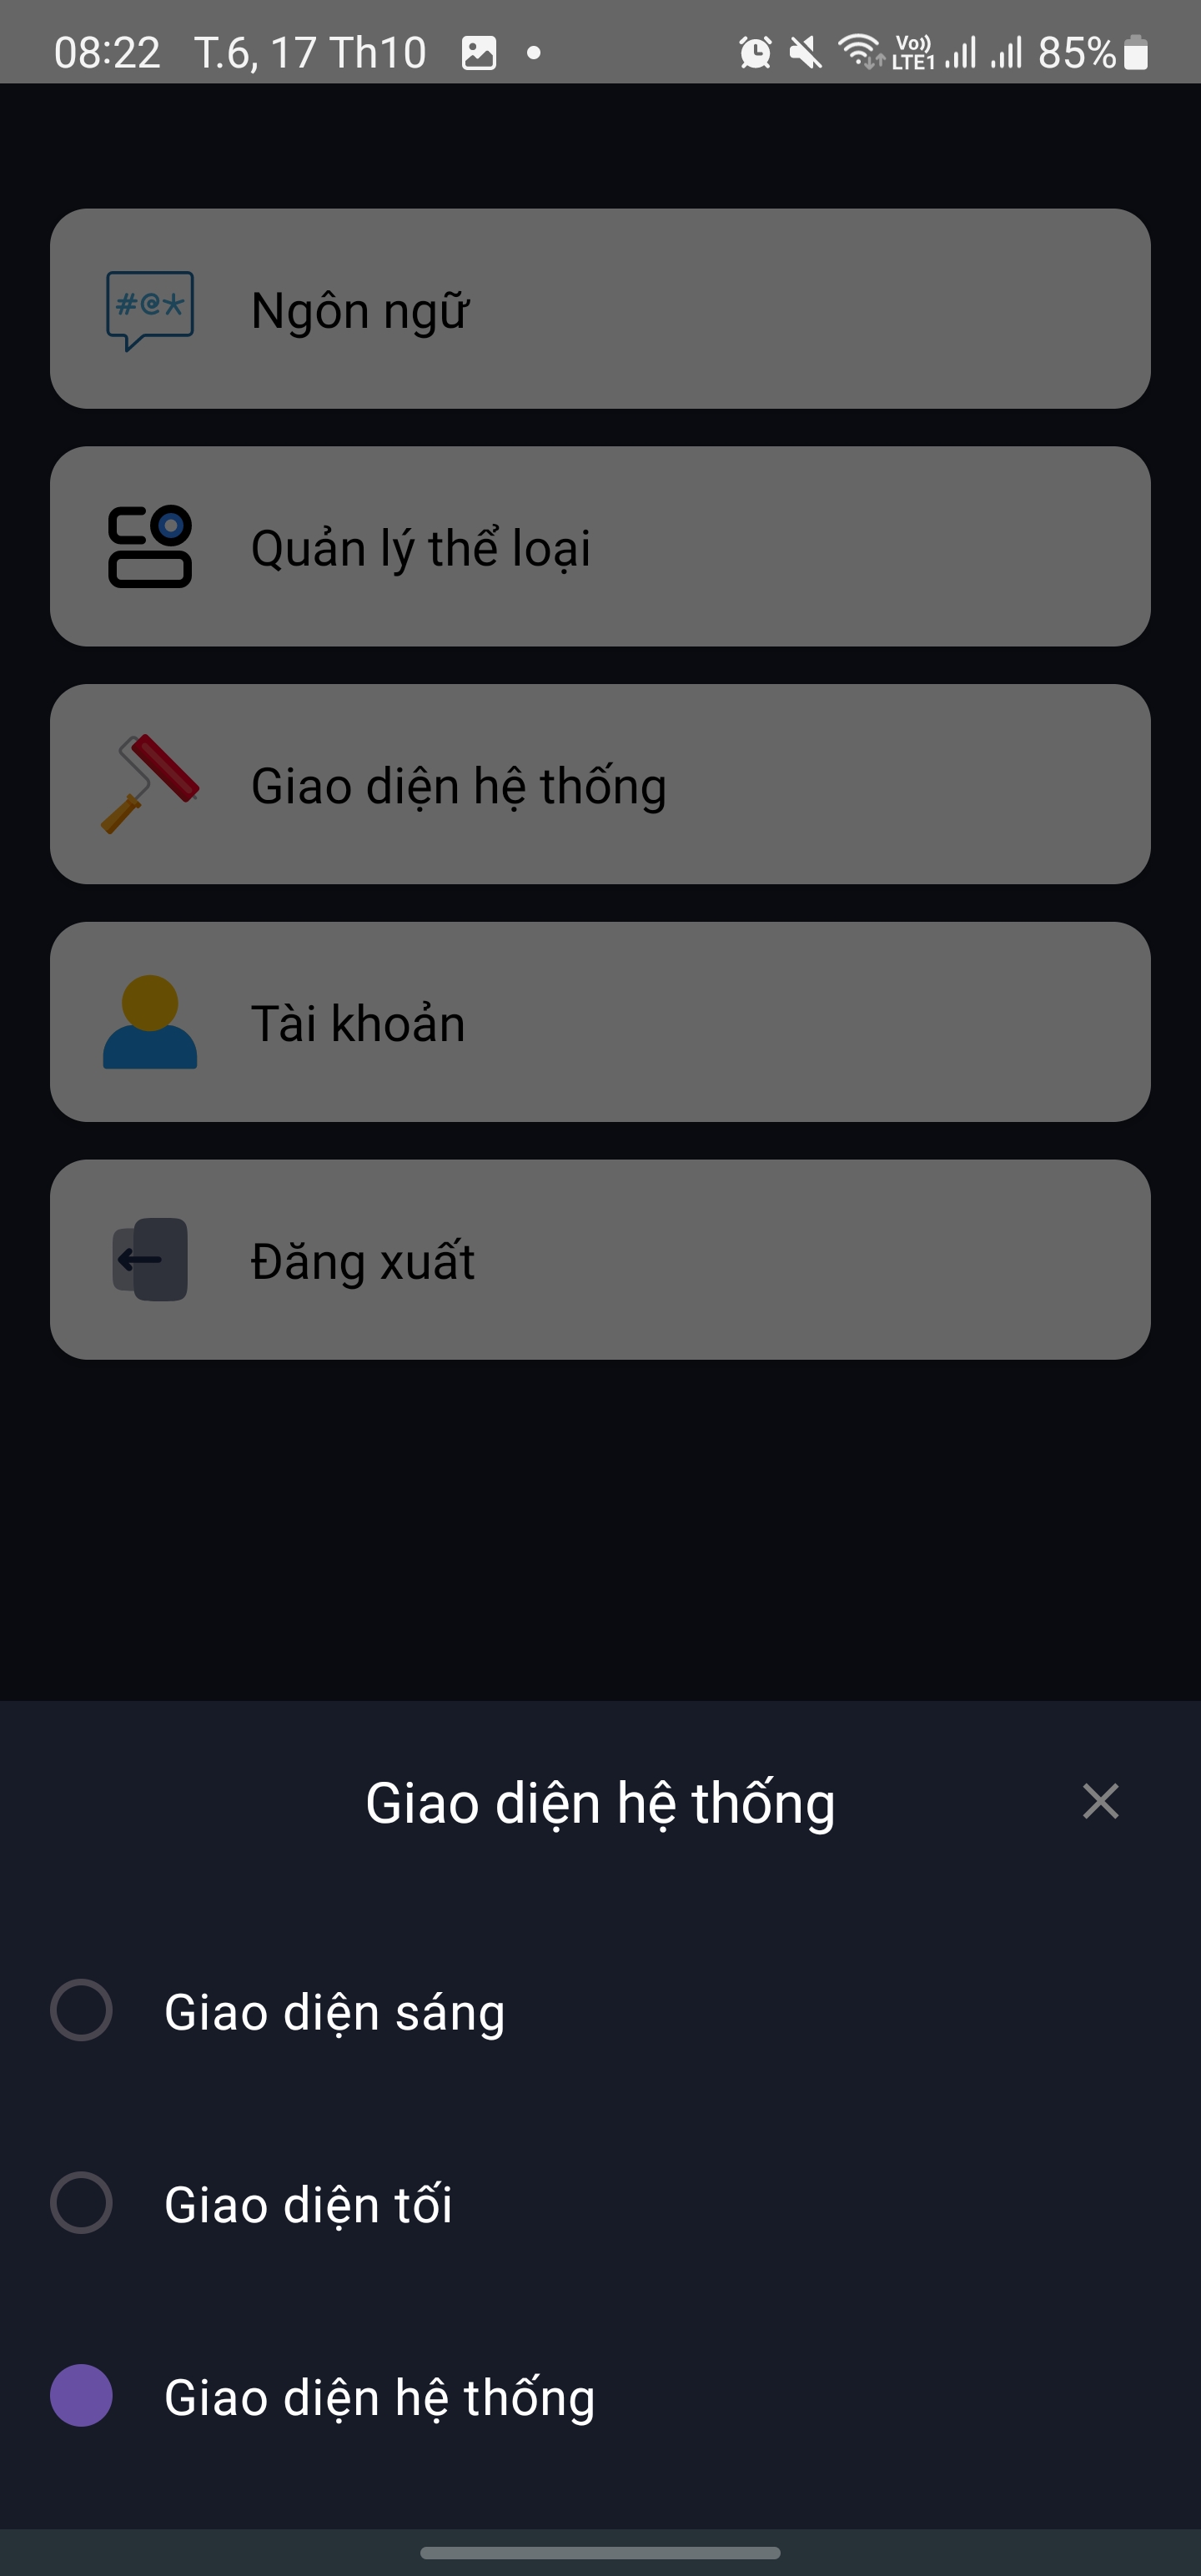 08:22 T.6, 17 Th10 Vo)) LTE1 85%
#@*
Ngôn ngữ
Quản lý thể loại
Giao diện hệ thống
Tài khoản
Đăng xuất
Giao diện hệ thống
Giao diện sáng
Giao diện tối
Giao diện hệ thống